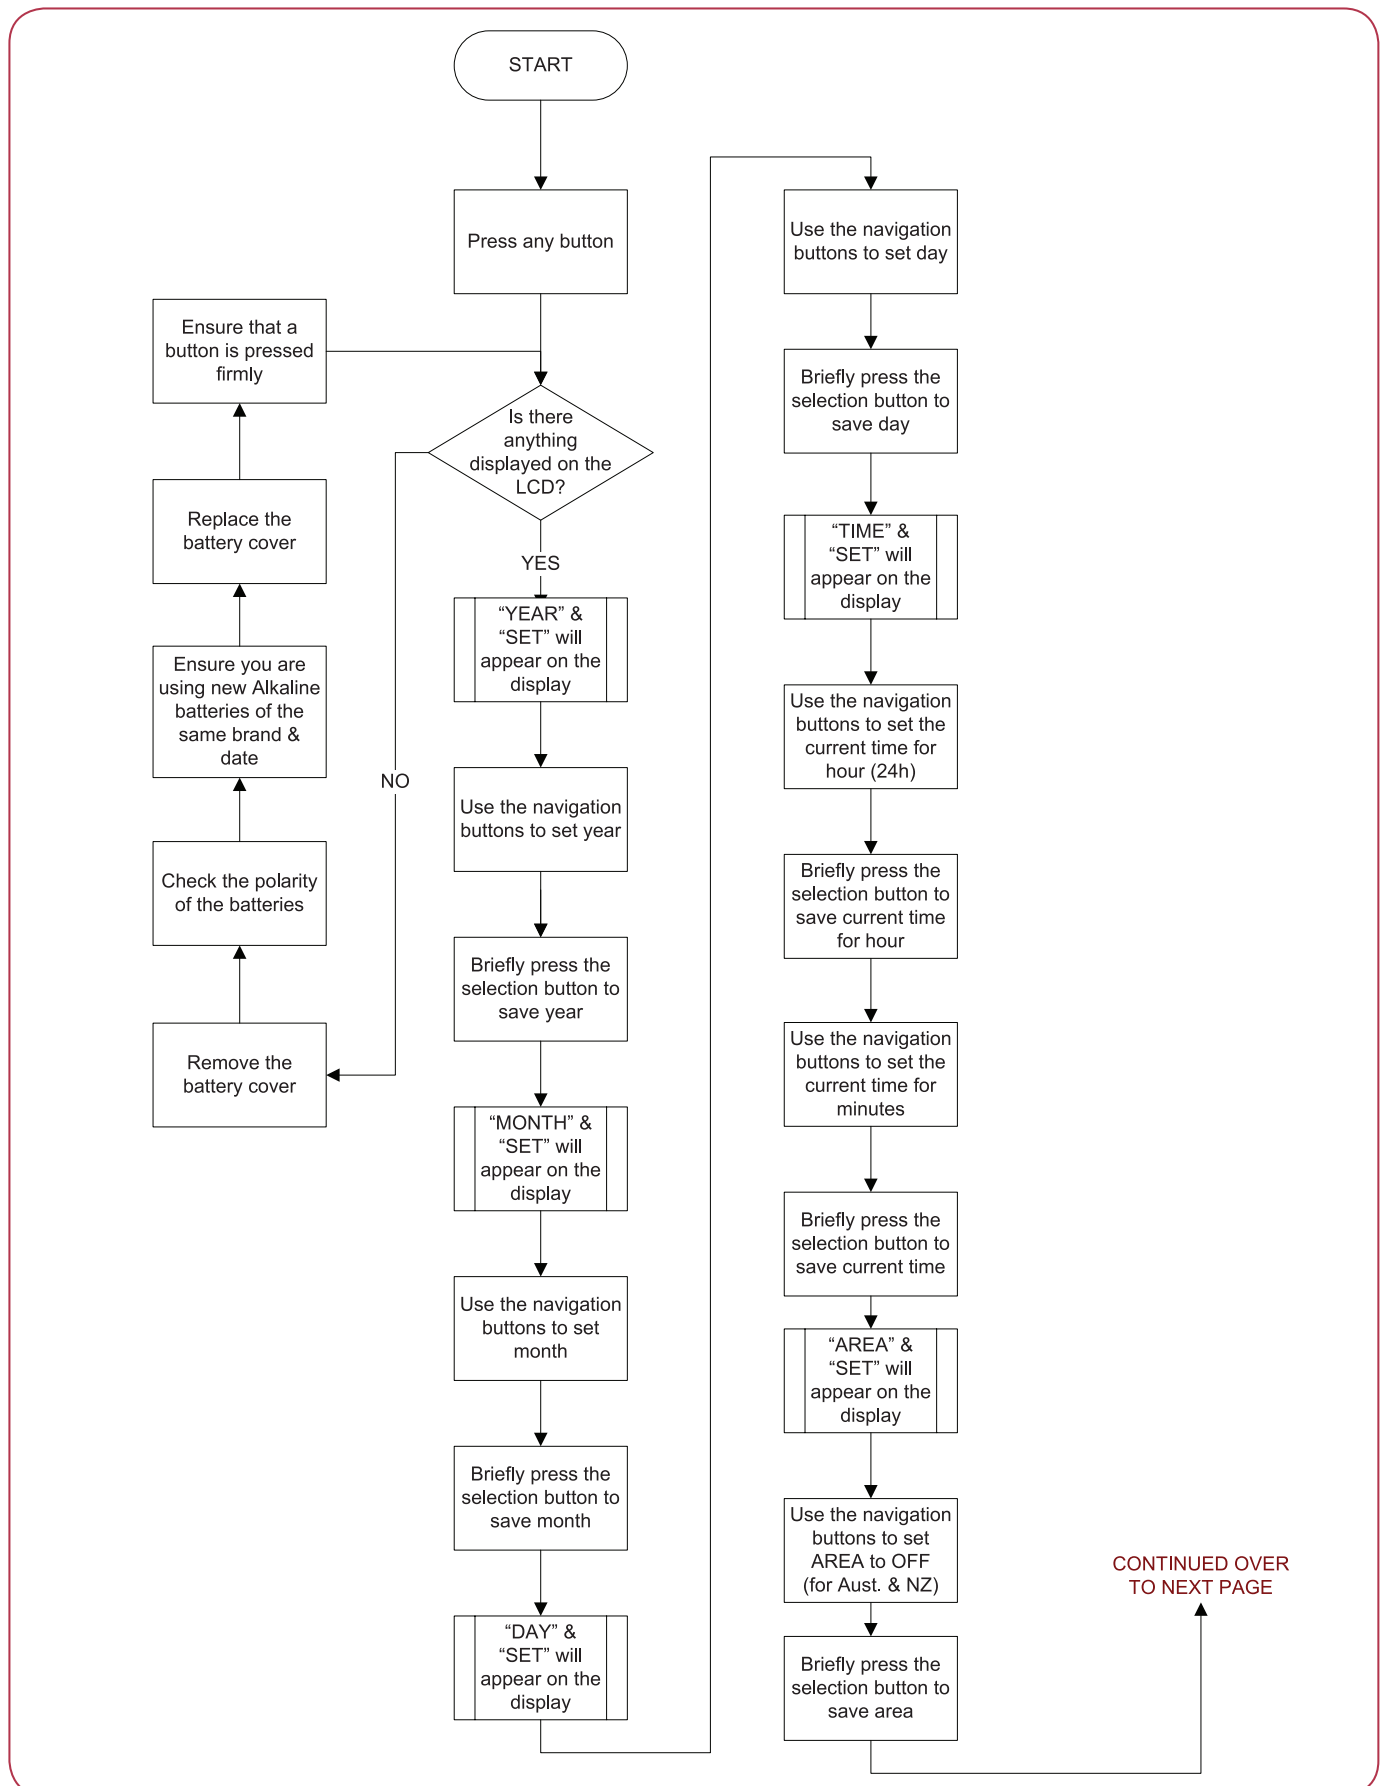 START
Press any button
Is there
anything
displayed on the
LCD?
NO
Remove the
battery cover
Check the polarity
of the batteries
Ensure you are
using new Alkaline
batteries of the
same brand &
date
Replace the
battery cover
Ensure that a
button is pressed
firmly
YES
“YEAR” &
“SET” will
appear on the
display
Use the navigation
buttons to set year
Briefly press the
selection button to
save year
“MONTH” &
“SET” will
appear on the
display
Use the navigation
buttons to set
month
Briefly press the
selection button to
save month
“DAY” &
“SET” will
appear on the
display
Use the navigation
buttons to set day
Briefly press the
selection button to
save day
“TIME” &
“SET” will
appear on the
display
Use the navigation
buttons to set the
current time for
hour (24h)
Briefly press the
selection button to
save current time
for hour
Use the navigation
buttons to set the
current time for
minutes
Briefly press the
selection button to
save current time
“AREA” &
“SET” will
appear on the
display
Use the navigation
buttons to set
AREA to OFF
(for Aust. & NZ)
Briefly press the
selection button to
save area
CONTINUED OVER
TO NEXT PAGE